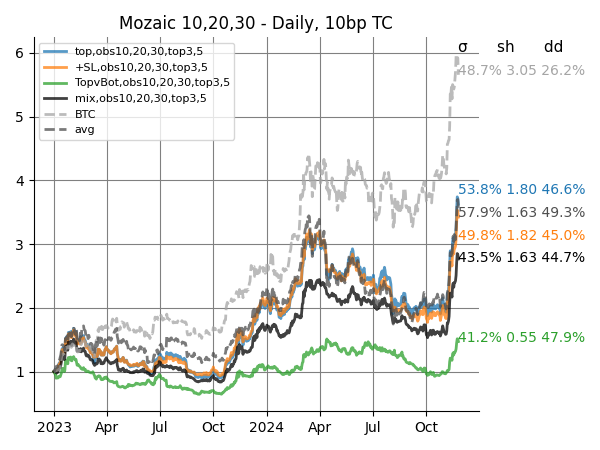 Mozaic 10,20,30 - Daily, 10bp TC
σ sh dd
top,obs10,20,30,top3,5
+SL,obs10,20,30,top3,5
TopvBot,obs10,20,30,top3,5
mix,obs10,20,30,top3,5
BTC
avg
48.7% 3.05 26.2%
53.8% 1.80 46.6%
57.9% 1.63 49.3%
49.8% 1.82 45.0%
43.5% 1.63 44.7%
41.2% 0.55 47.9%
6
5
4
3
2
1
2023 Apr Jul Oct 2024 Apr Jul Oct